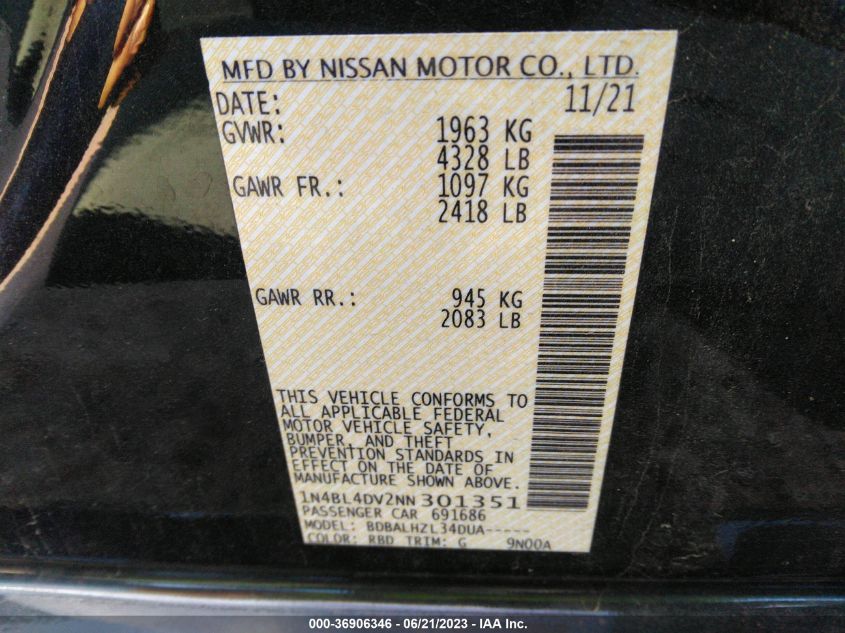 MFD BY NISSAN MOTOR CO., LTD.
DATE: 11/21
GVWR: 1963 KG
4328 LB
GAWR FR.: 1097 KG
2418 LB
GAWR RR.: 945 KG
2083 LB
THIS VEHICLE CONFORMS TO
ALL APPLICABLE FEDERAL
MOTOR VEHICLE SAFETY,
BUMPER, AND THEFT
PREVENTION STANDARDS IN
EFFECT ON THE DATE OF
MANUFACTURE SHOWN ABOVE.
1N4BL4DV2NN301351
PASSENGER CAR 691686
MODEL: BDBALHZL34DUA-----
COLOR: RBD TRIM: G 9N00A
000-36906346 / 06/21/2023 - IAA Inc.